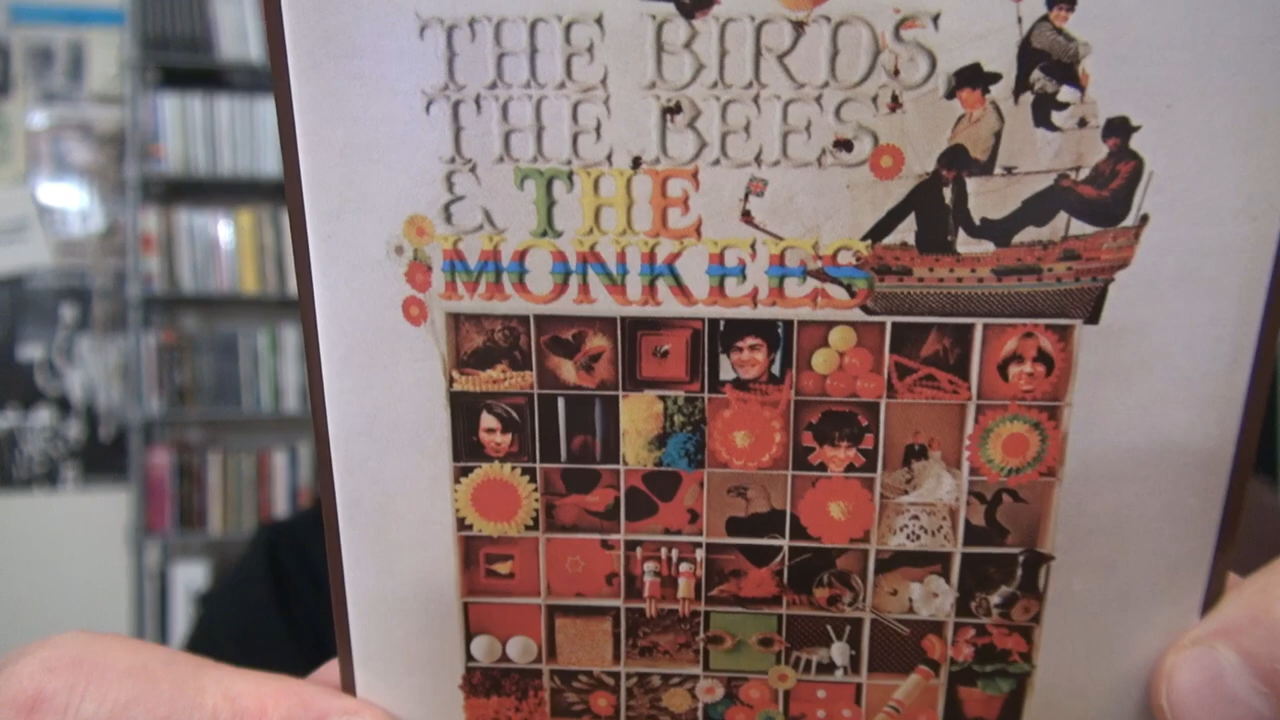 THE BIRDS,
THE BEES,
& THE
MONKEES